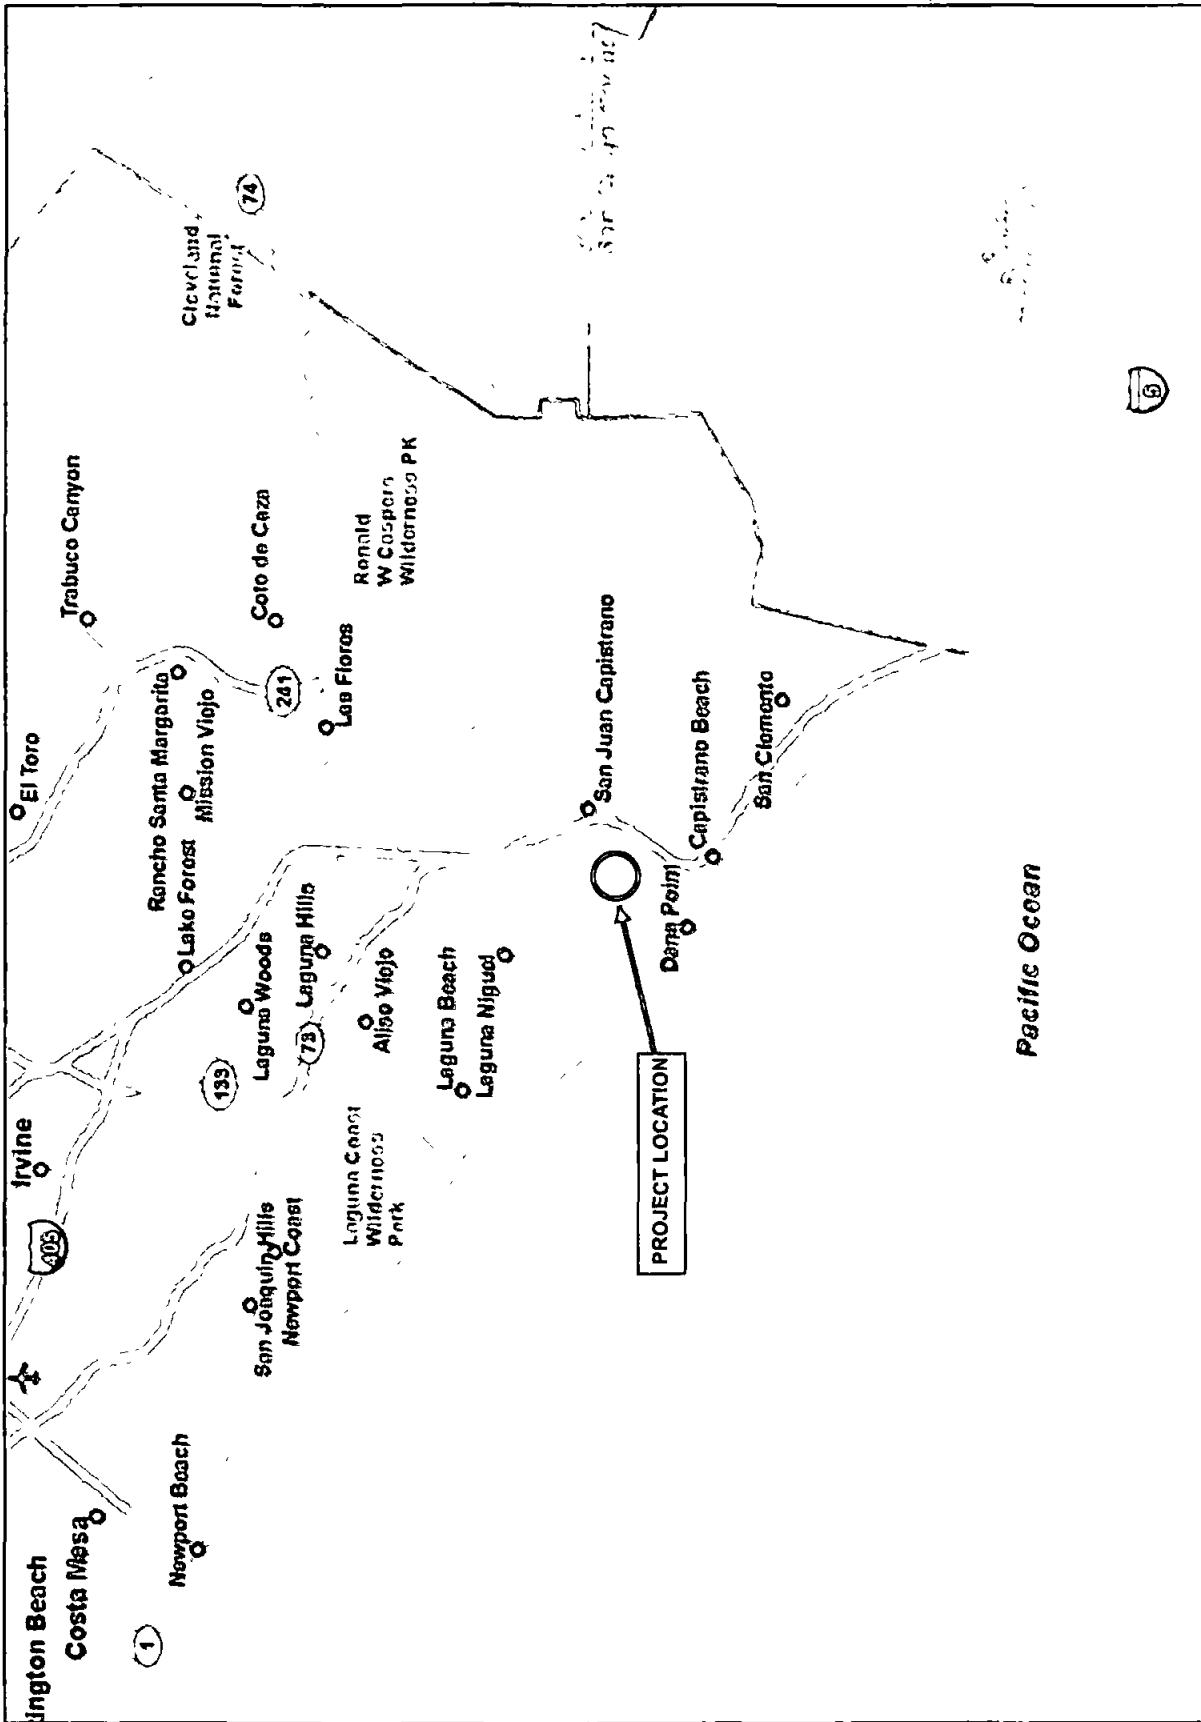 ington Beach
Costa Mesa
1
Newport Beach
405
Irvine
San Joaquin Hills
Newport Coast
133
Laguna Coast
Wilderness
Park
El Toro
Lake Forest
Laguna Woods
Laguna Hills
73
Aliso Viejo
Laguna Beach
Laguna Niguel
Rancho Santa Margarita
Mission Viejo
Trabuco Canyon
241
Coto de Caza
Las Flores
Ronald
W Caspers
Wilderness PK
Cleveland
National
Forest
74
San Juan Capistrano
PROJECT LOCATION
Dana Point
Capistrano Beach
San Clemente
Pacific Ocean
5